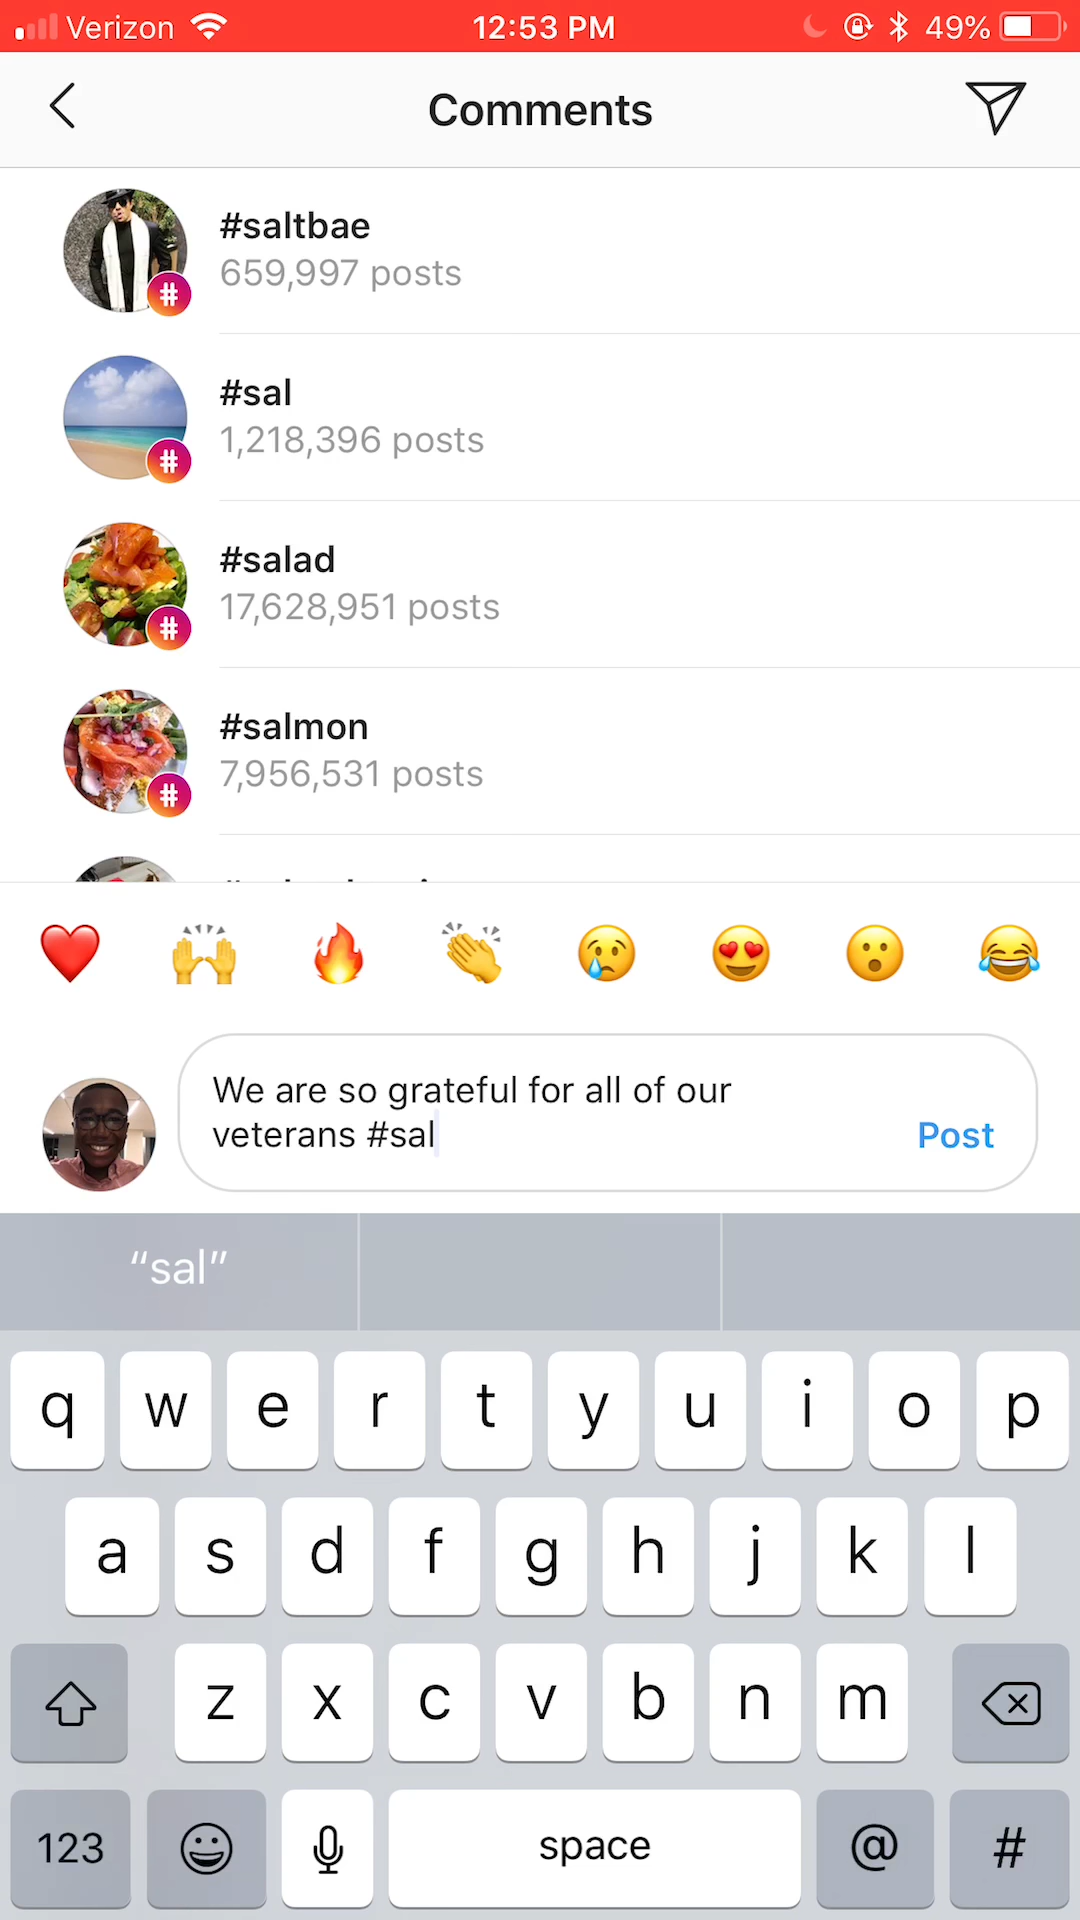 Verizon 12:53 PM 49%
Comments
#saltbae
659,997 posts
#sal
1,218,396 posts
#salad
17,628,951 posts
#salmon
7,956,531 posts
We are so grateful for all of our
veterans #sal
Post
“sal”
q w e r t y u i o p
a s d f g h j k l
z x c v b n m
123 space @ #